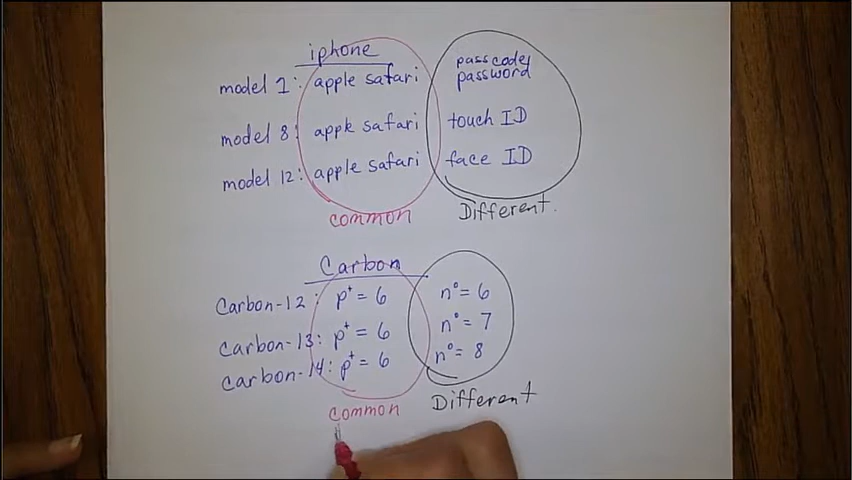 iphone
model 1: apple safari passcode/
password
model 8: apple safari touch ID
model 12: apple safari face ID
common Different.
Carbon
Carbon-12: p⁺ = 6 n° = 6
Carbon-13: p⁺ = 6 n° = 7
Carbon-14: p⁺ = 6 n° = 8
common Different